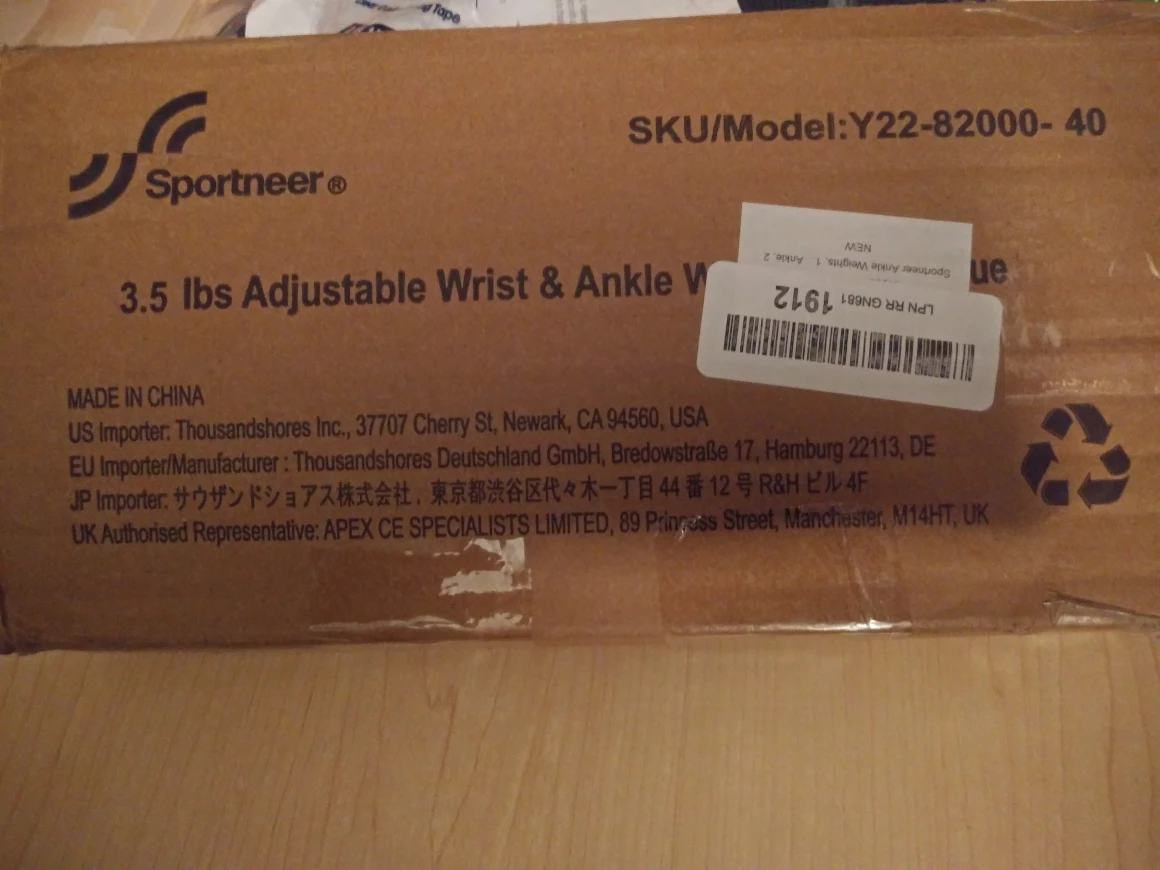 Tape
Sportneer®
SKU/Model:Y22-82000- 40
3.5 lbs Adjustable Wrist & Ankle W
ue
Sportneer Ankle Weights, 1 Ankle, 2
NEW
LPN RR GN681 1912
MADE IN CHINA
US Importer: Thousandshores Inc., 37707 Cherry St, Newark, CA 94560, USA
EU Importer/Manufacturer : Thousandshores Deutschland GmbH, Bredowstraße 17, Hamburg 22113, DE
JP Importer: サウザンドショアス株式会社，東京都渋谷区代々木一丁目 44 番 12 号 R&H ビル 4F
UK Authorised Representative: APEX CE SPECIALISTS LIMITED, 89 Princess Street, Manchester, M14HT, UK